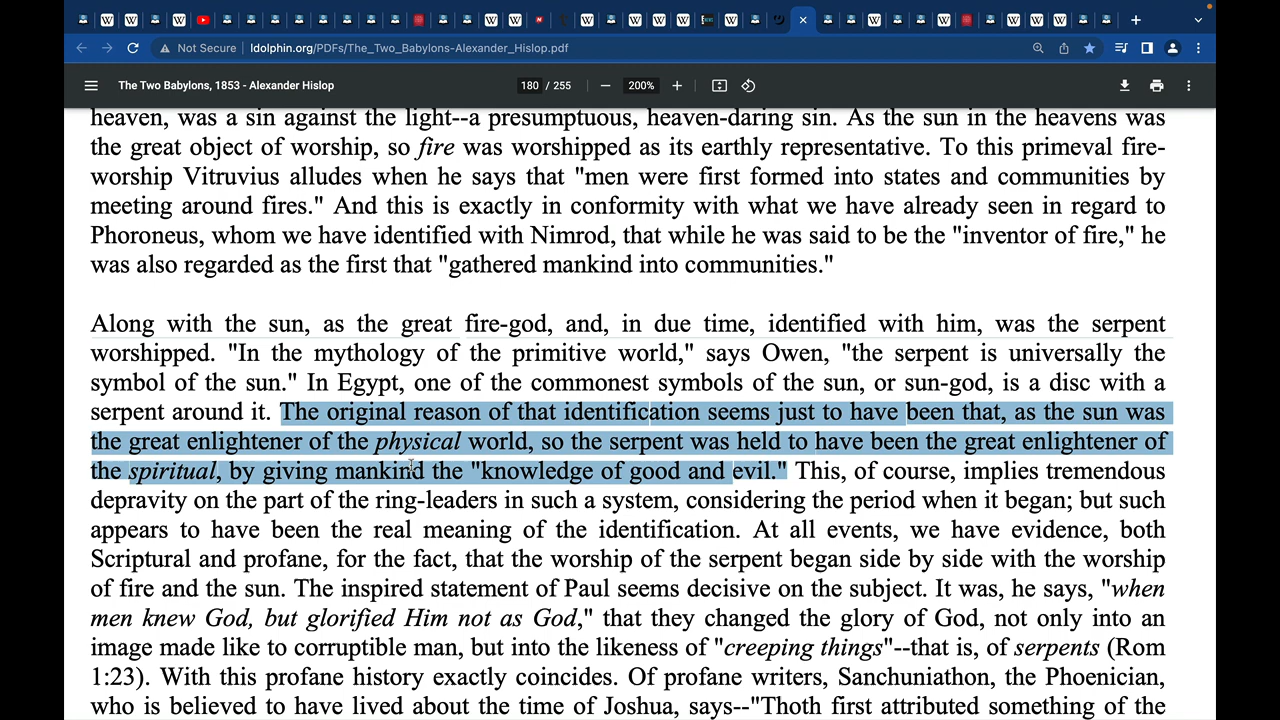 Not Secure
ldolphin.org/PDFs/The_Two_Babylons-Alexander_Hislop.pdf
The Two Babylons, 1853 - Alexander Hislop
180 / 255
200%
heaven, was a sin against the light--a presumptuous, heaven-daring sin. As the sun in the heavens was
the great object of worship, so fire was worshipped as its earthly representative. To this primeval fire-
worship Vitruvius alludes when he says that "men were first formed into states and communities by
meeting around fires." And this is exactly in conformity with what we have already seen in regard to
Phoroneus, whom we have identified with Nimrod, that while he was said to be the "inventor of fire," he
was also regarded as the first that "gathered mankind into communities."
Along with the sun, as the great fire-god, and, in due time, identified with him, was the serpent
worshipped. "In the mythology of the primitive world," says Owen, "the serpent is universally the
symbol of the sun." In Egypt, one of the commonest symbols of the sun, or sun-god, is a disc with a
serpent around it. The original reason of that identification seems just to have been that, as the sun was
the great enlightener of the physical world, so the serpent was held to have been the great enlightener of
the spiritual, by giving mankind the "knowledge of good and evil." This, of course, implies tremendous
depravity on the part of the ring-leaders in such a system, considering the period when it began; but such
appears to have been the real meaning of the identification. At all events, we have evidence, both
Scriptural and profane, for the fact, that the worship of the serpent began side by side with the worship
of fire and the sun. The inspired statement of Paul seems decisive on the subject. It was, he says, "when
men knew God, but glorified Him not as God," that they changed the glory of God, not only into an
image made like to corruptible man, but into the likeness of "creeping things"--that is, of serpents (Rom
1:23). With this profane history exactly coincides. Of profane writers, Sanchuniathon, the Phoenician,
who is believed to have lived about the time of Joshua, says--"Thoth first attributed something of the